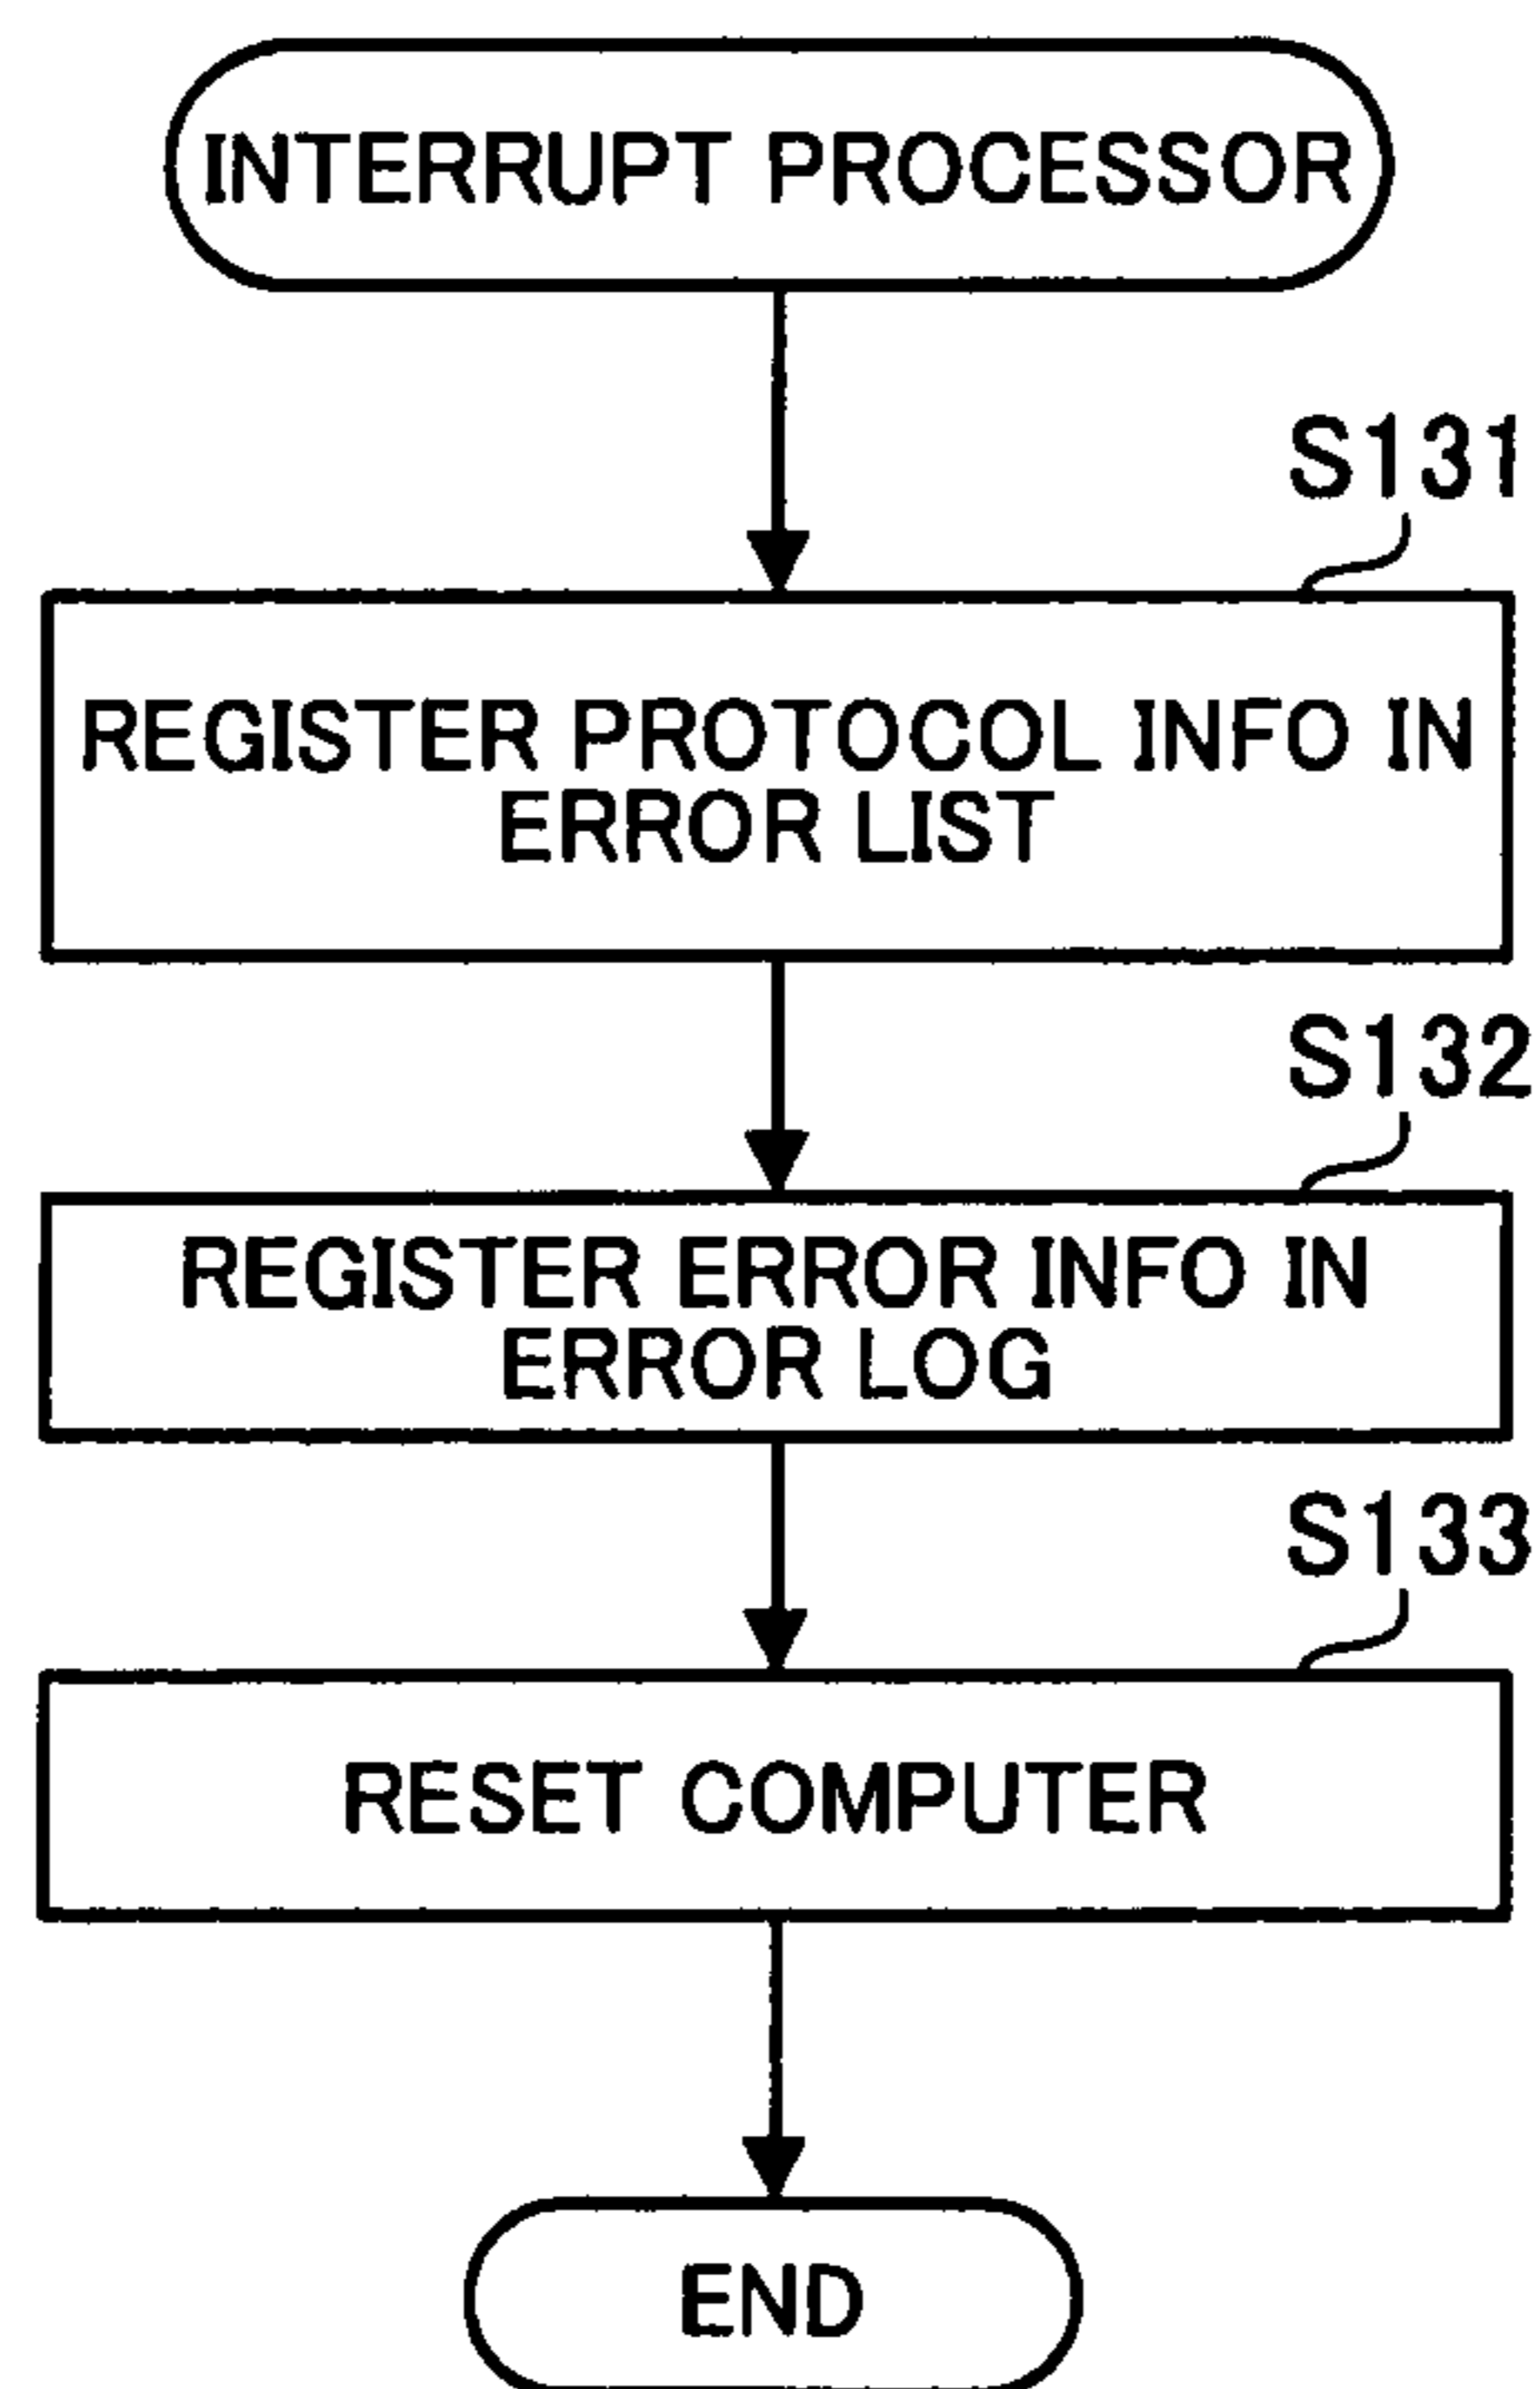 INTERRUPT PROCESSOR
S131
REGISTER PROTOCOL INFO IN
ERROR LIST
S132
REGISTER ERROR INFO IN
ERROR LOG
S133
RESET COMPUTER
END